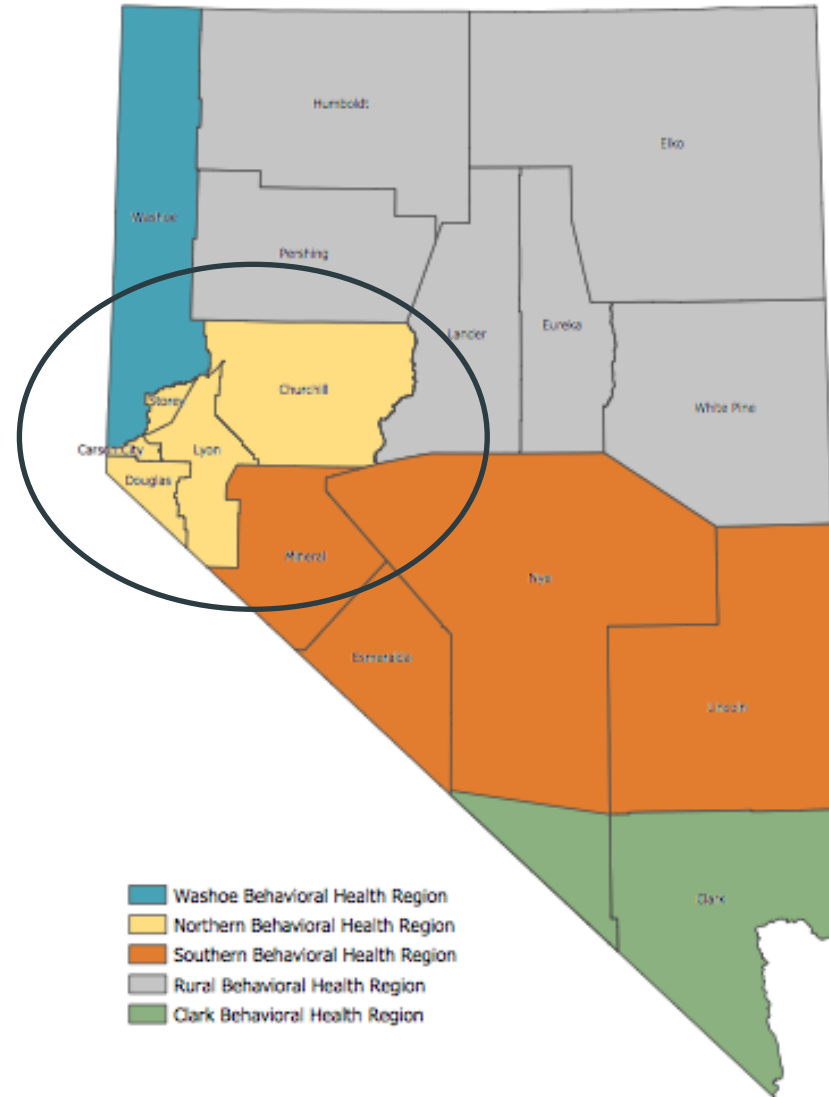 Humboldt
Elko
Washoe
Pershing
Lander
Eureka
Churchill
Storey
White Pine
Carson City
Lyon
Douglas
Mineral
Nye
Esmeralda
Lincoln
Clark
Washoe Behavioral Health Region
Northern Behavioral Health Region
Southern Behavioral Health Region
Rural Behavioral Health Region
Clark Behavioral Health Region